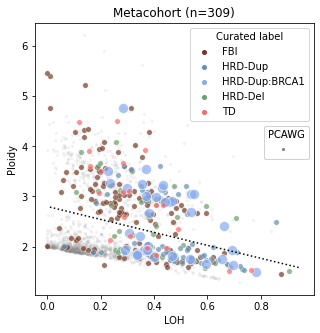 Metacohort (n=309)
Curated label
FBI
HRD-Dup
HRD-Dup:BRCA1
HRD-Del
TD
PCAWG
Ploidy
6
5
4
3
2
0.0 0.2 0.4 0.6 0.8
LOH